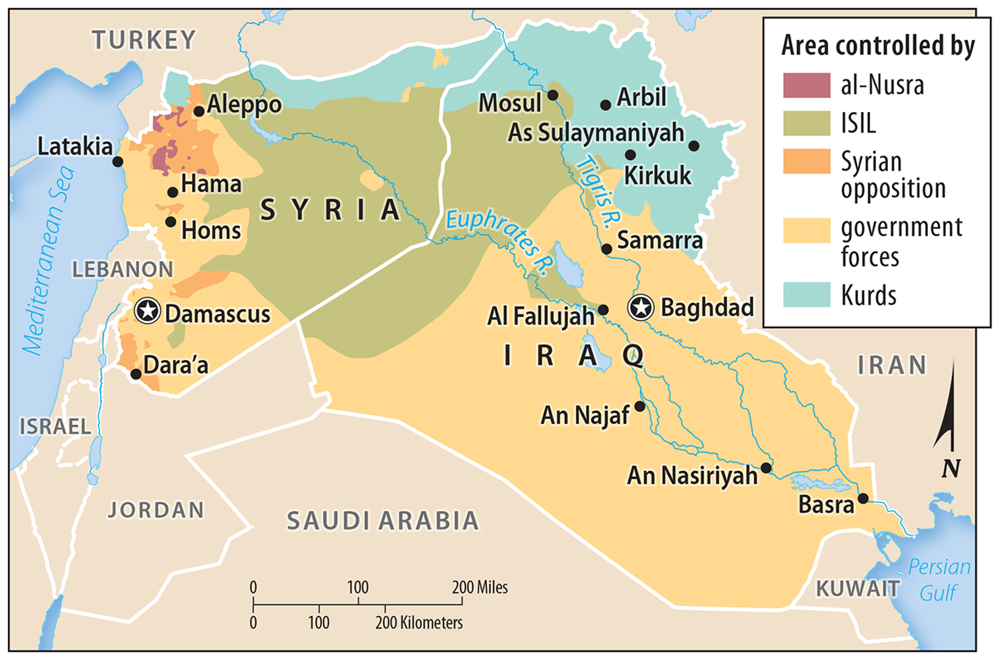 TURKEY
Area controlled by
al-Nusra
ISIL
Syrian
opposition
government
forces
Kurds
Aleppo
Mosul
Arbil
As Sulaymaniyah
Latakia
Kirkuk
Hama
Tigris R.
SYRIA
Homs
Euphrates R.
Samarra
Mediterranean Sea
LEBANON
Damascus
Al Fallujah
Baghdad
IRAQ
Dara’a
IRAN
ISRAEL
An Najaf
N
An Nasiriyah
Basra
JORDAN
SAUDI ARABIA
Persian
Gulf
KUWAIT
0 100 200 Miles
0 100 200 Kilometers